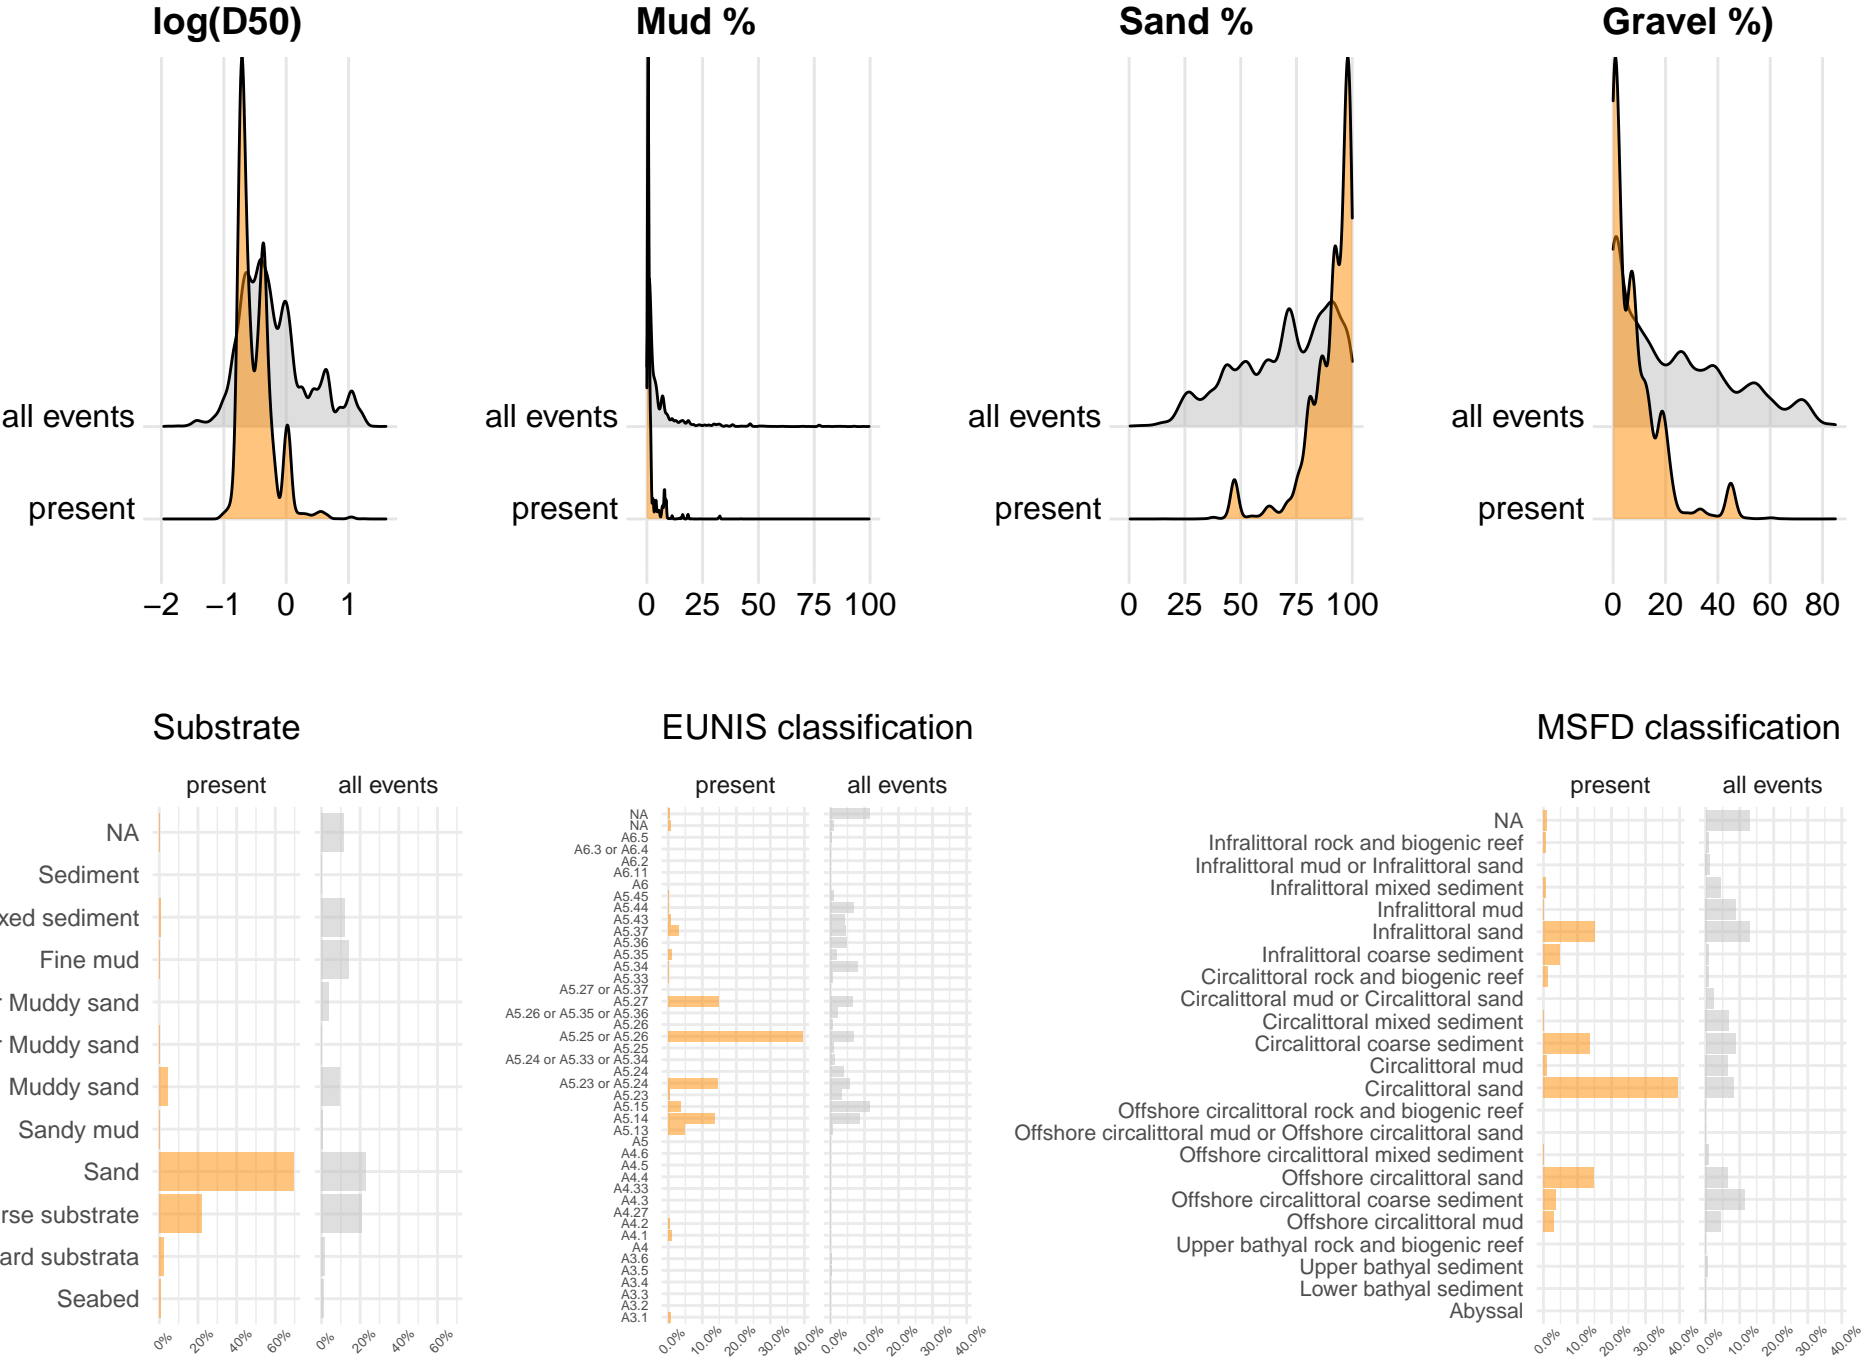 log(D50) Mud % Sand % Gravel %)
all events all events all events all events
present present present present
−2 −1 0 1 0 25 50 75 100 0 25 50 75 100 0 20 40 60 80
Substrate
present all events
NA
Sediment
xed sediment
Fine mud
Muddy sand
Muddy sand
Muddy sand
Sandy mud
Sand
rse substrate
ard substrata
Seabed
0% 20% 40% 60% 0% 20% 40% 60%
EUNIS classification
present all events
NA
NA
A6.5
A6.3 or A6.4
A6.2
A6.11
A6
A5.45
A5.44
A5.43
A5.37
A5.36
A5.35
A5.34
A5.33
A5.27 or A5.37
A5.27
A5.26 or A5.35 or A5.36
A5.26
A5.25 or A5.26
A5.25
A5.24 or A5.33 or A5.34
A5.24
A5.23 or A5.24
A5.23
A5.15
A5.14
A5.13
A5
A4.6
A4.5
A4.4
A4.33
A4.3
A4.27
A4.2
A4.1
A4
A3.6
A3.5
A3.4
A3.3
A3.2
A3.1
0.0% 10.0% 20.0% 30.0% 40.0% 0.0% 10.0% 20.0% 30.0% 40.0%
MSFD classification
present all events
NA
Infralittoral rock and biogenic reef
Infralittoral mud or Infralittoral sand
Infralittoral mixed sediment
Infralittoral mud
Infralittoral sand
Infralittoral coarse sediment
Circalittoral rock and biogenic reef
Circalittoral mud or Circalittoral sand
Circalittoral mixed sediment
Circalittoral coarse sediment
Circalittoral mud
Circalittoral sand
Offshore circalittoral rock and biogenic reef
Offshore circalittoral mud or Offshore circalittoral sand
Offshore circalittoral mixed sediment
Offshore circalittoral sand
Offshore circalittoral coarse sediment
Offshore circalittoral mud
Upper bathyal rock and biogenic reef
Upper bathyal sediment
Lower bathyal sediment
Abyssal
0.0% 10.0% 20.0% 30.0% 40.0% 0.0% 10.0% 20.0% 30.0% 40.0%